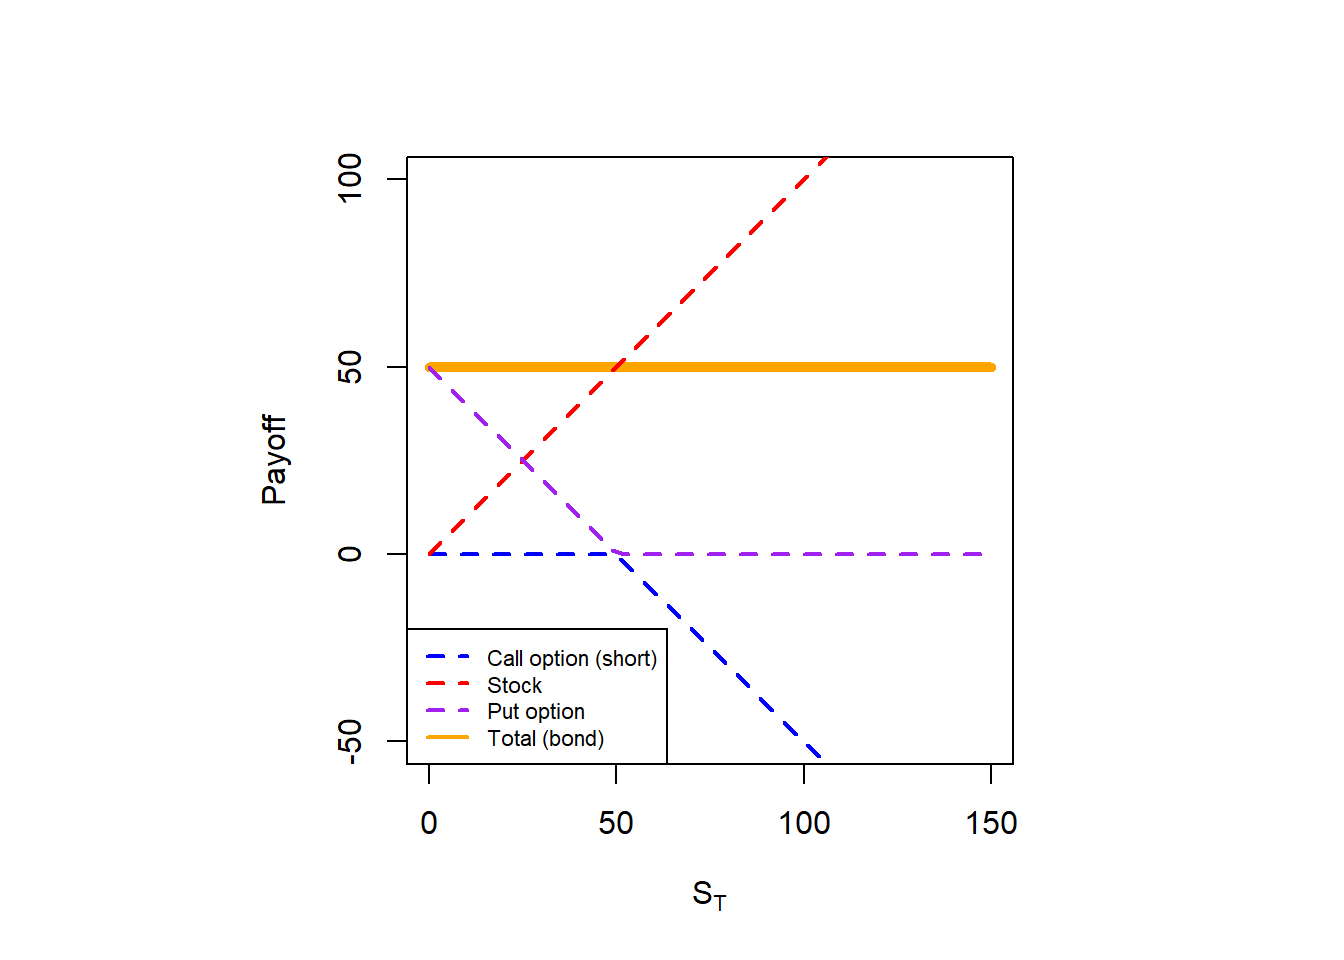 100
50
0
-50
Payoff
Call option (short)
Stock
Put option
Total (bond)
0 50 100 150
S_T